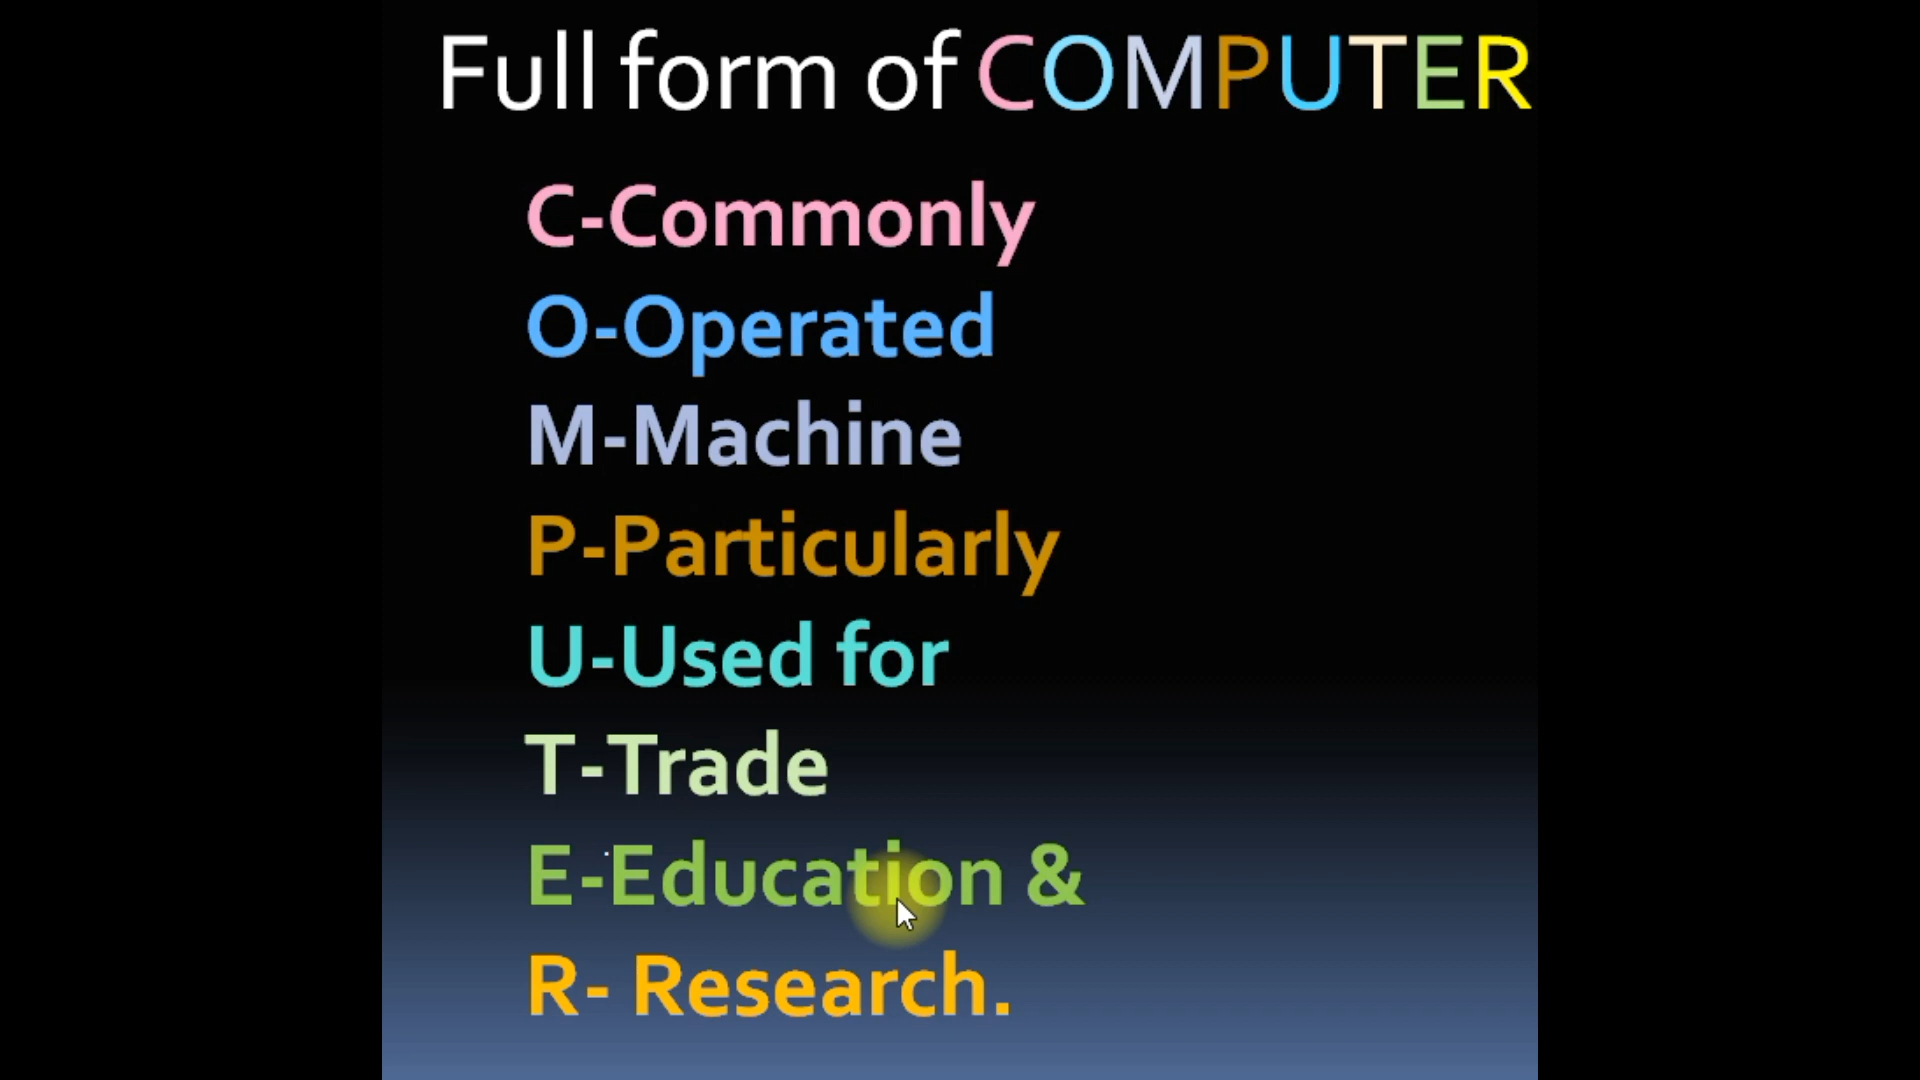 Full form of COMPUTER
C-Commonly
O-Operated
M-Machine
P-Particularly
U-Used for
T-Trade
E-Education &
R- Research.